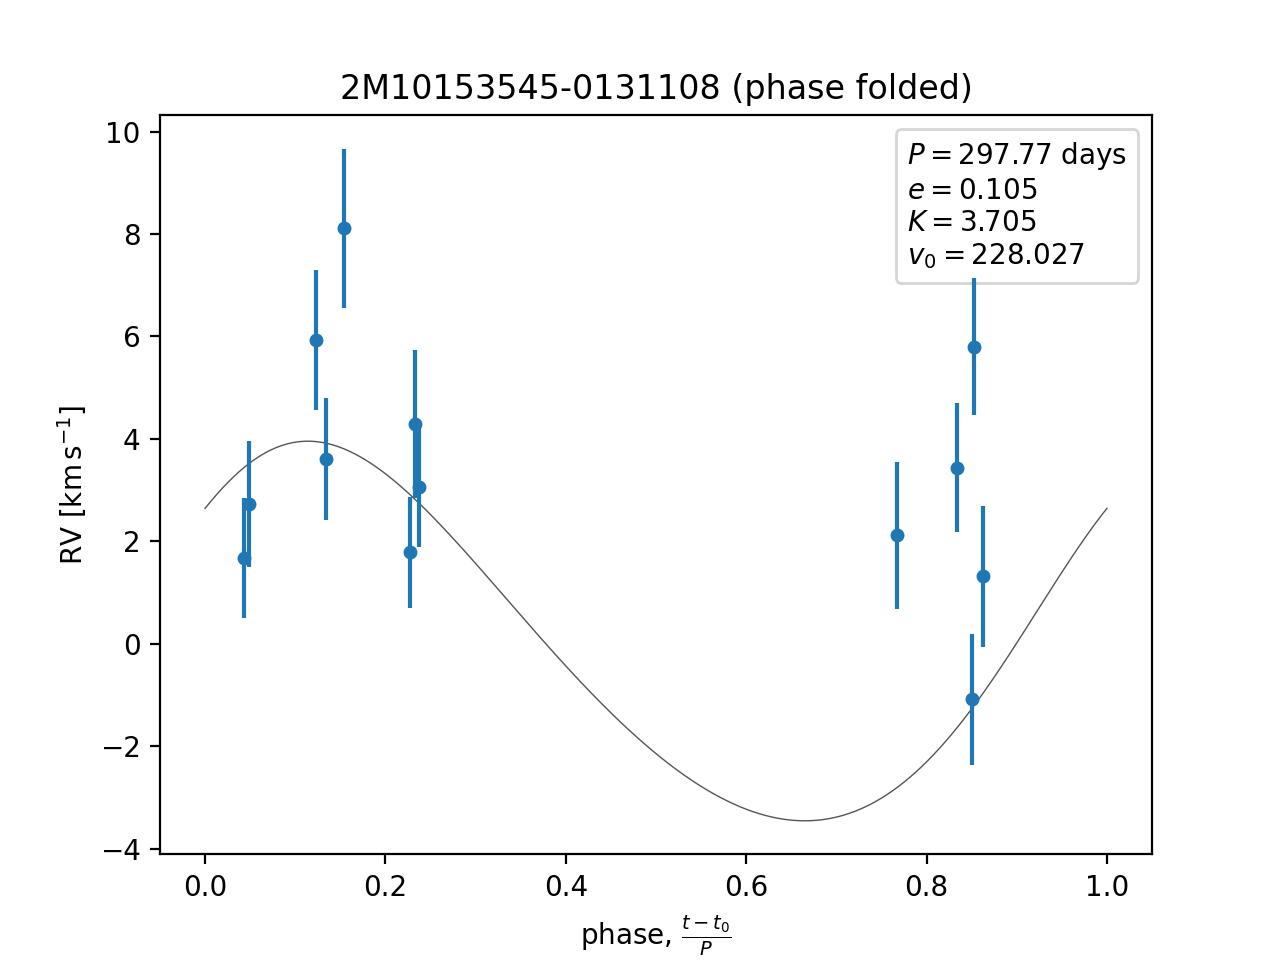 2M10153545-0131108 (phase folded)
P = 297.77 days
e = 0.105
K = 3.705
v₀ = 228.027
RV [km s⁻¹]
10
8
6
4
2
0
−2
−4
0.0 0.2 0.4 0.6 0.8 1.0
phase, (t − t₀)/P